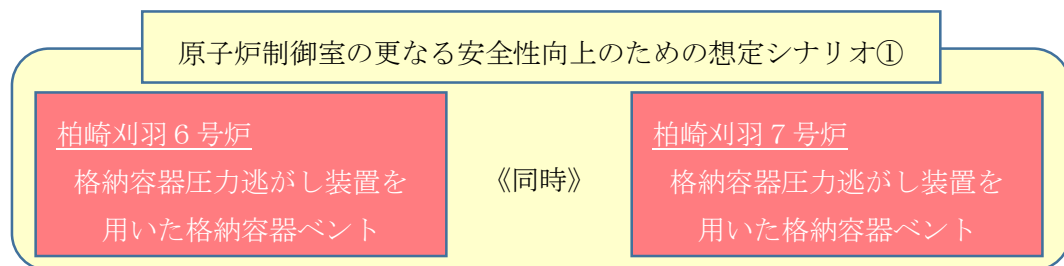 原子炉制御室の更なる安全性向上のための想定シナリオ①
柏崎刈羽６号炉
格納容器圧力逃がし装置を
用いた格納容器ベント
《同時》
柏崎刈羽７号炉
格納容器圧力逃がし装置を
用いた格納容器ベント